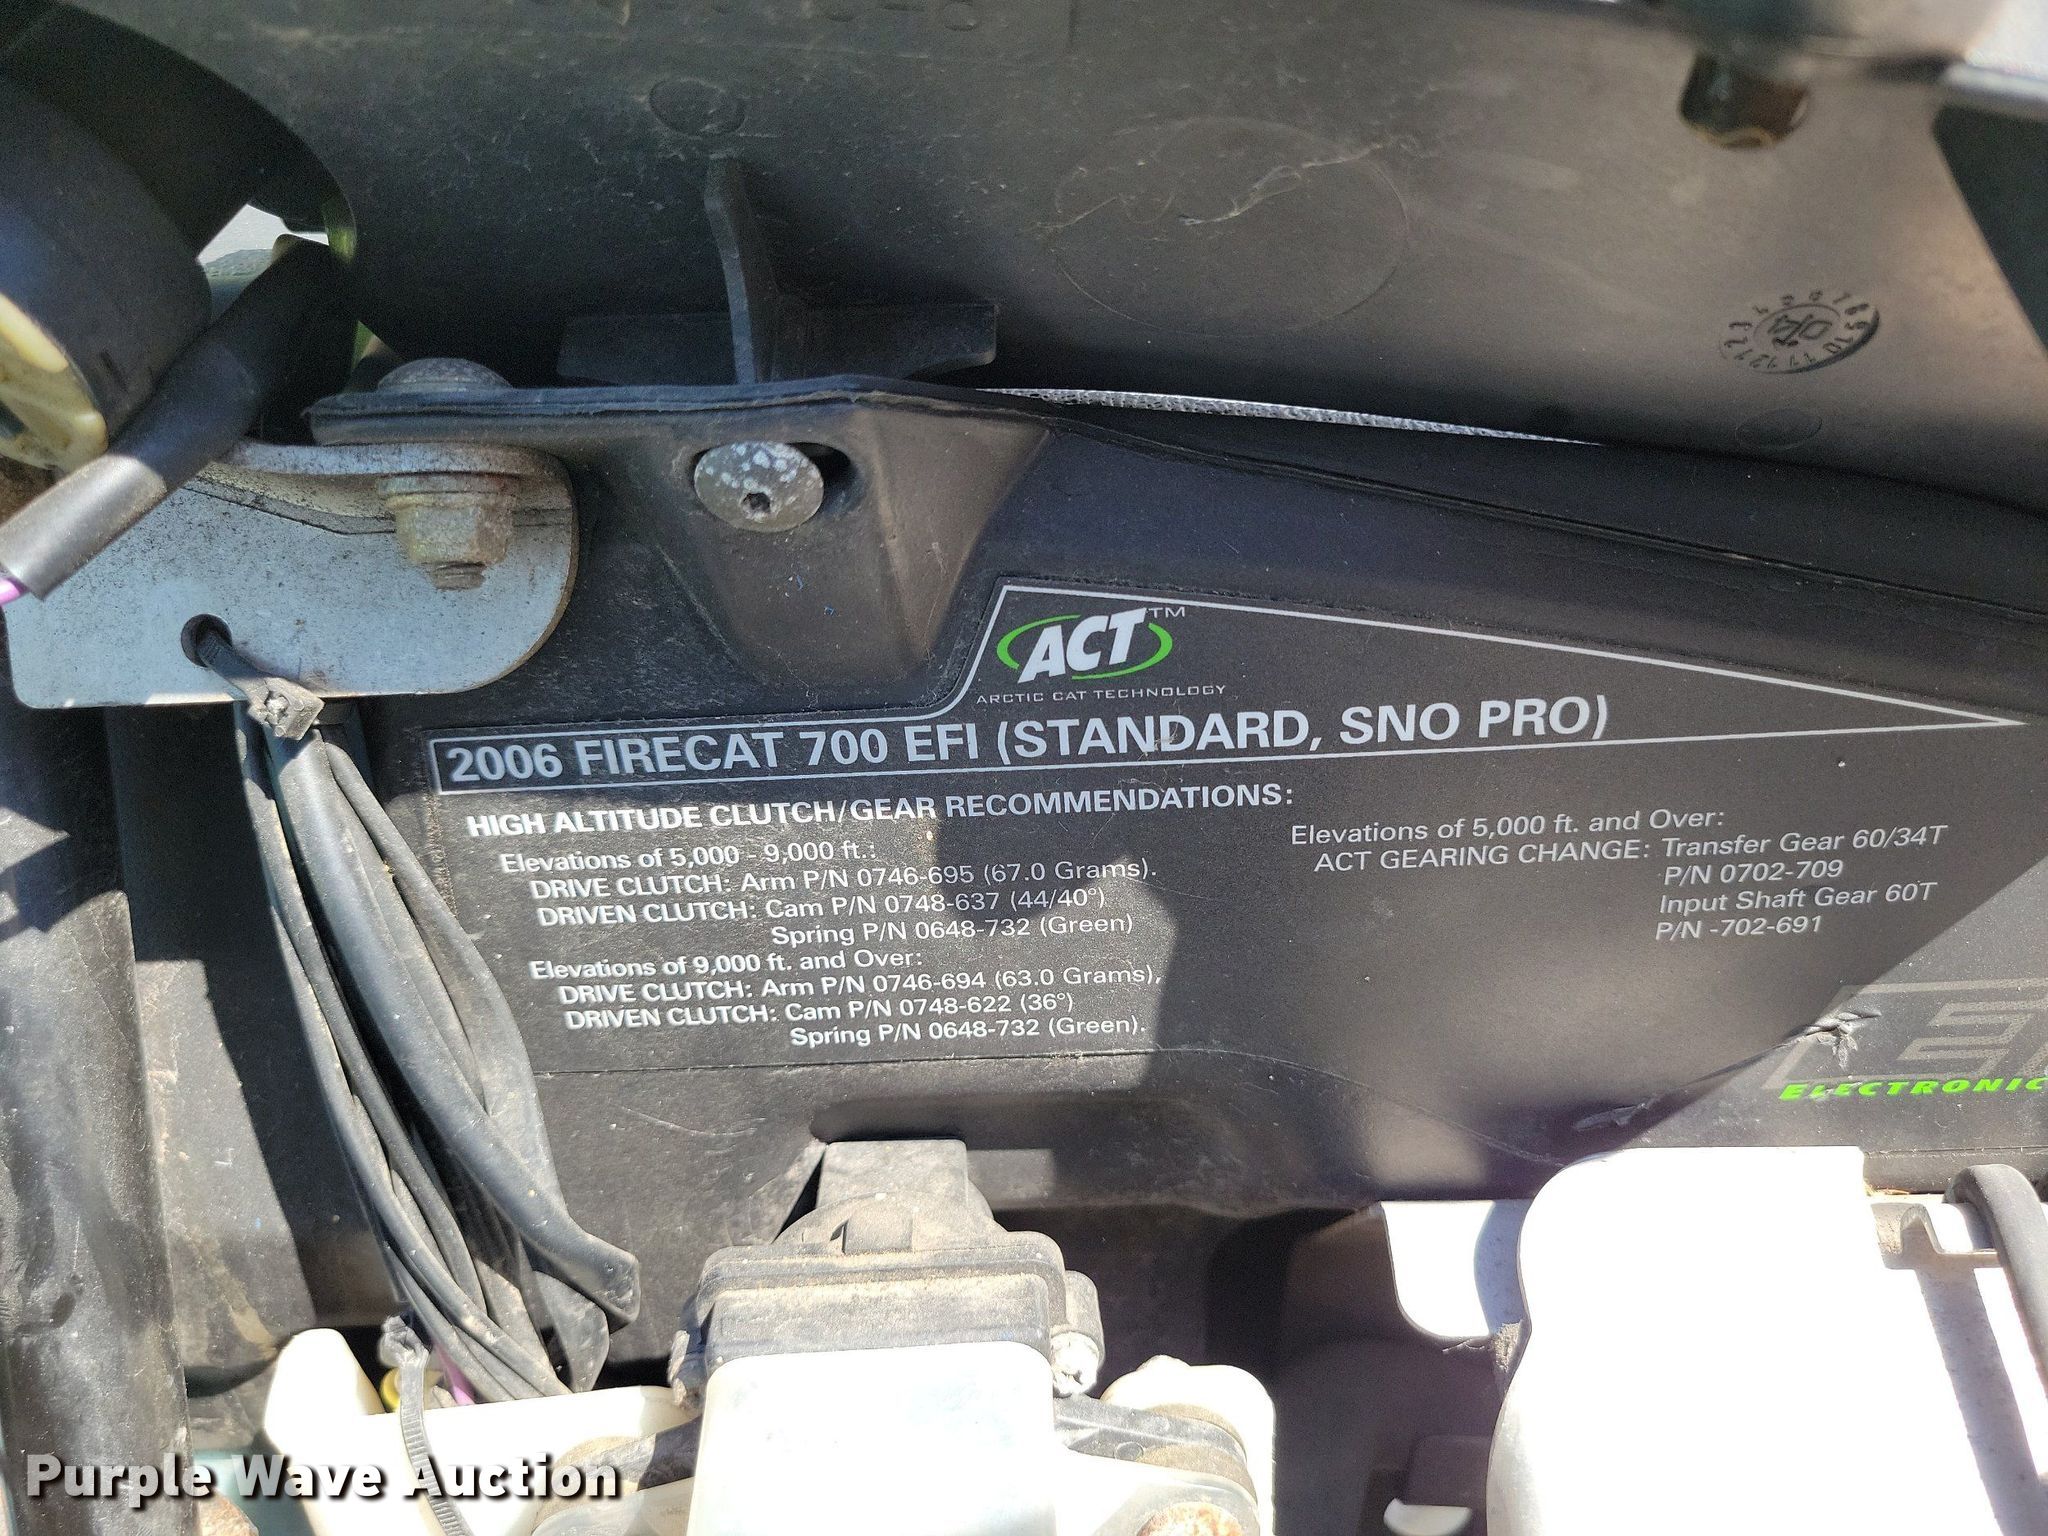 ACT™
ARCTIC CAT TECHNOLOGY
2006 FIRECAT 700 EFI (STANDARD, SNO PRO)
HIGH ALTITUDE CLUTCH/GEAR RECOMMENDATIONS:
Elevations of 5,000 - 9,000 ft.:
DRIVE CLUTCH: Arm P/N 0746-695 (67.0 Grams).
DRIVEN CLUTCH: Cam P/N 0748-637 (44/40°)
Spring P/N 0648-732 (Green)
Elevations of 9,000 ft. and Over:
DRIVE CLUTCH: Arm P/N 0746-694 (63.0 Grams),
DRIVEN CLUTCH: Cam P/N 0748-622 (36°)
Spring P/N 0648-732 (Green).
Elevations of 5,000 ft. and Over:
ACT GEARING CHANGE: Transfer Gear 60/34T
P/N 0702-709
Input Shaft Gear 60T
P/N -702-691
ELECTRONIC
Purple Wave Auction